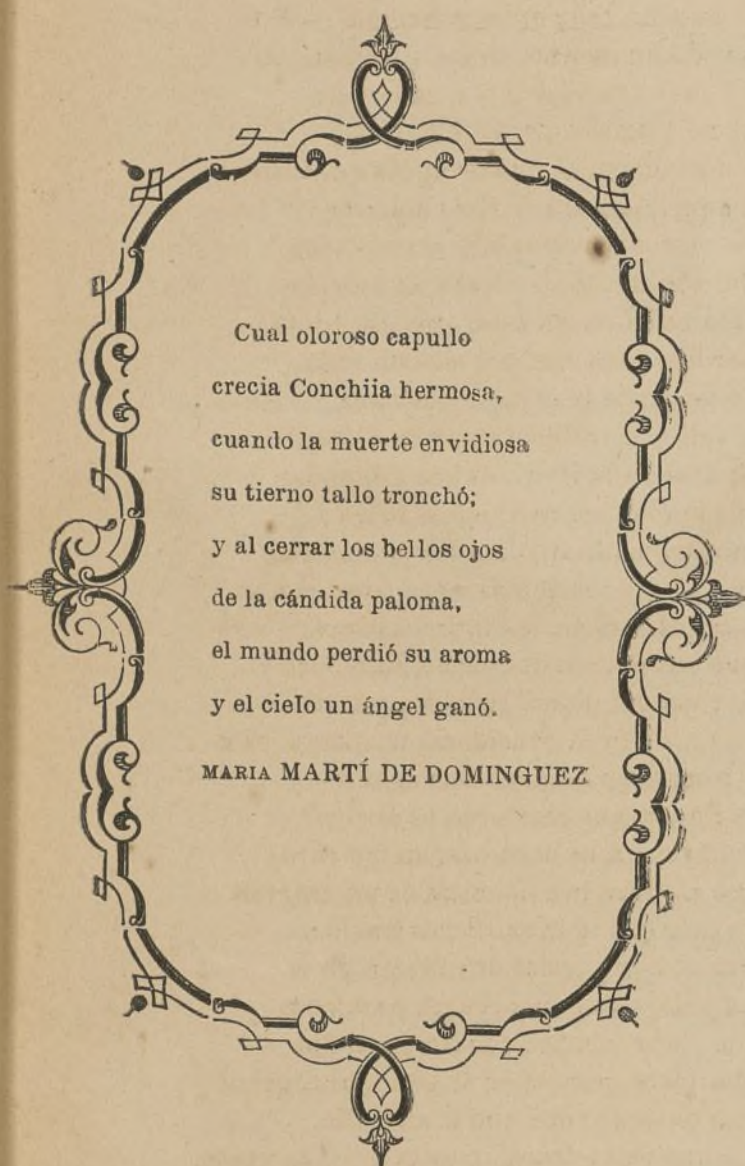 Cual oloroso capullo
crecia Conchiia hermosa,
cuando la muerte envidiosa
su tierno tallo tronchó;
y al cerrar los bellos ojos
de la cándida paloma,
el mundo perdió su aroma
y el cielo un ángel ganó.
MARIA MARTÍ DE DOMINGUEZ